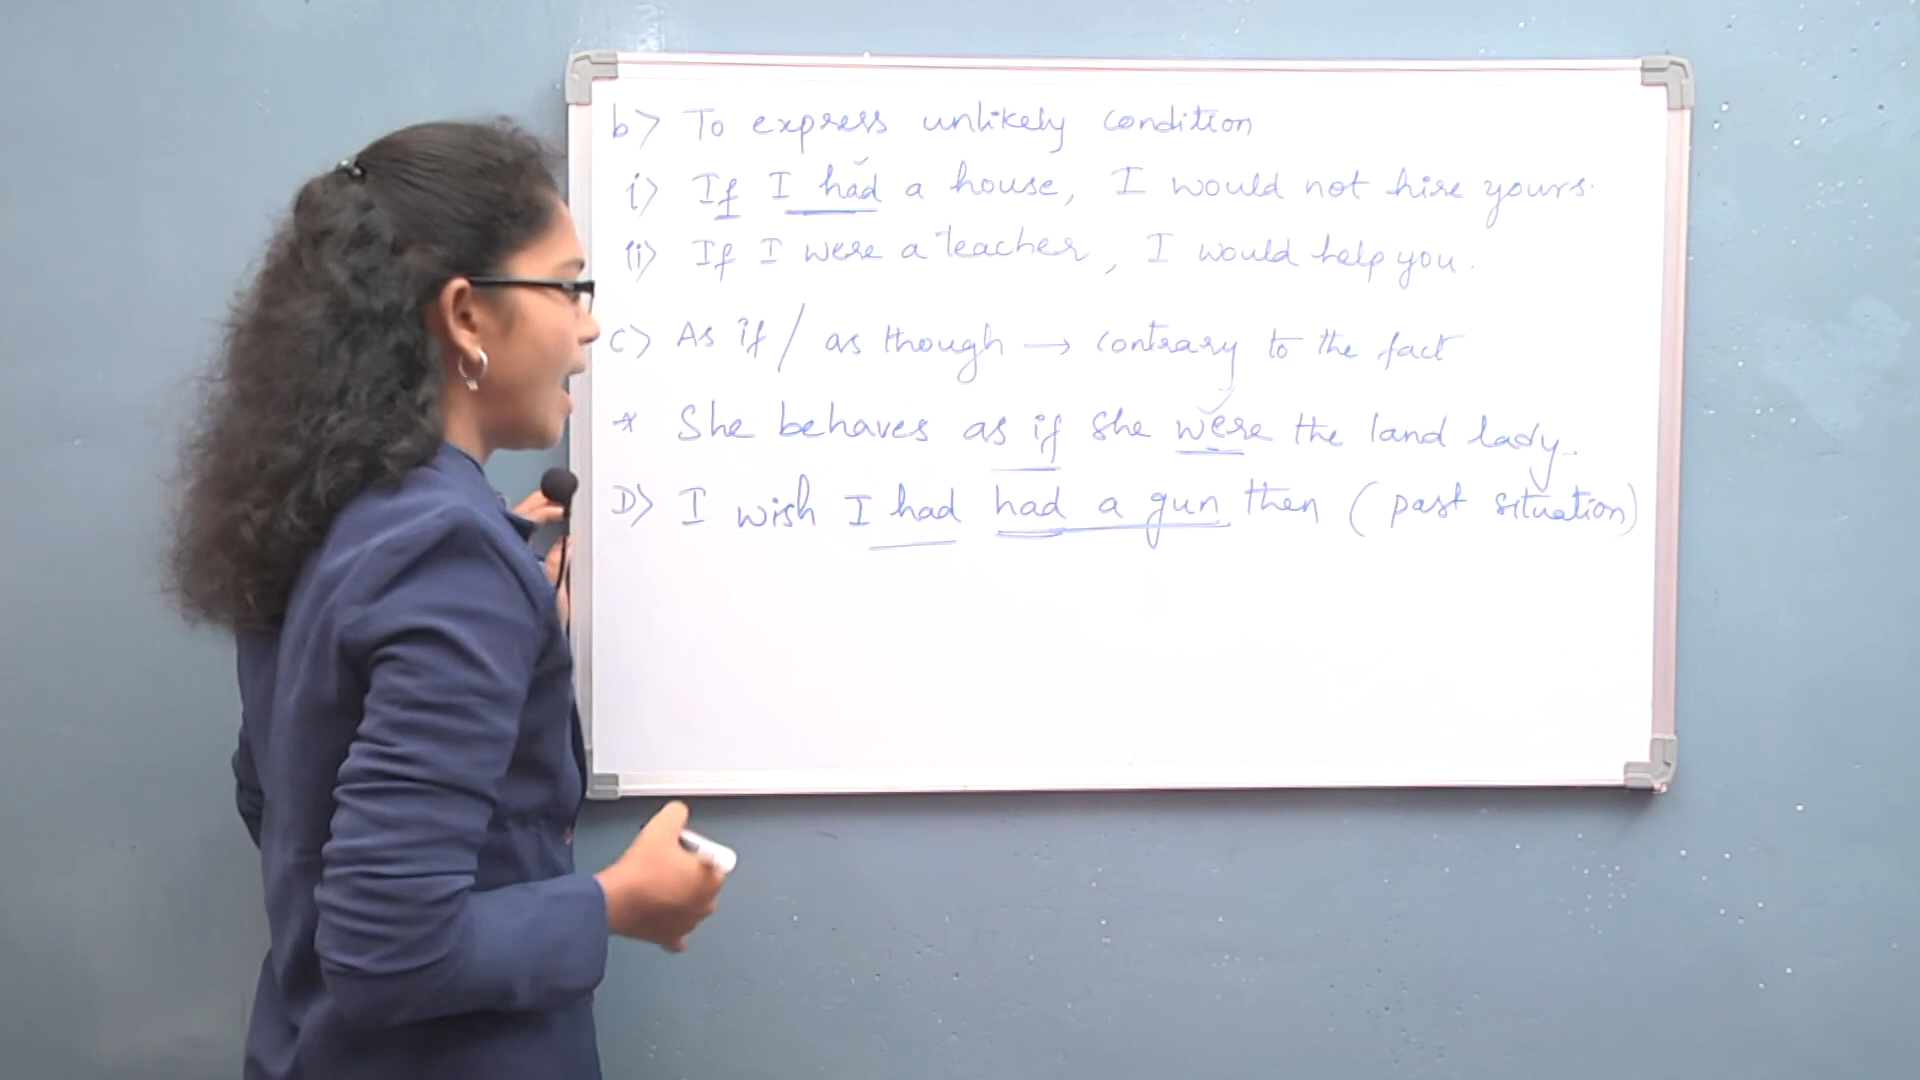 b> To express unlikely condition
i> If I had a house, I would not hire yours.
ii> If I were a teacher, I would help you.
c> As if / as though → contrary to the fact
* She behaves as if she were the land lady.
D> I wish I had had a gun then (past situation)